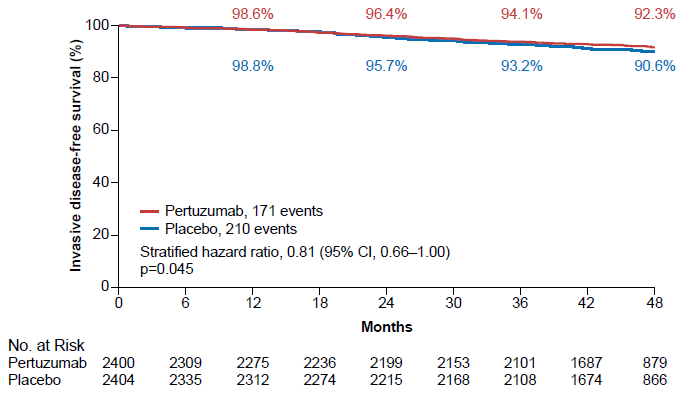 98.6% 96.4% 94.1% 92.3%
100
98.8% 95.7% 93.2% 90.6%
80
60
40
20
0
Invasive disease-free survival (%)
Pertuzumab, 171 events
Placebo, 210 events
Stratified hazard ratio, 0.81 (95% CI, 0.66–1.00)
p=0.045
0 6 12 18 24 30 36 42 48
Months
No. at Risk
Pertuzumab 2400 2309 2275 2236 2199 2153 2101 1687 879
Placebo 2404 2335 2312 2274 2215 2168 2108 1674 866